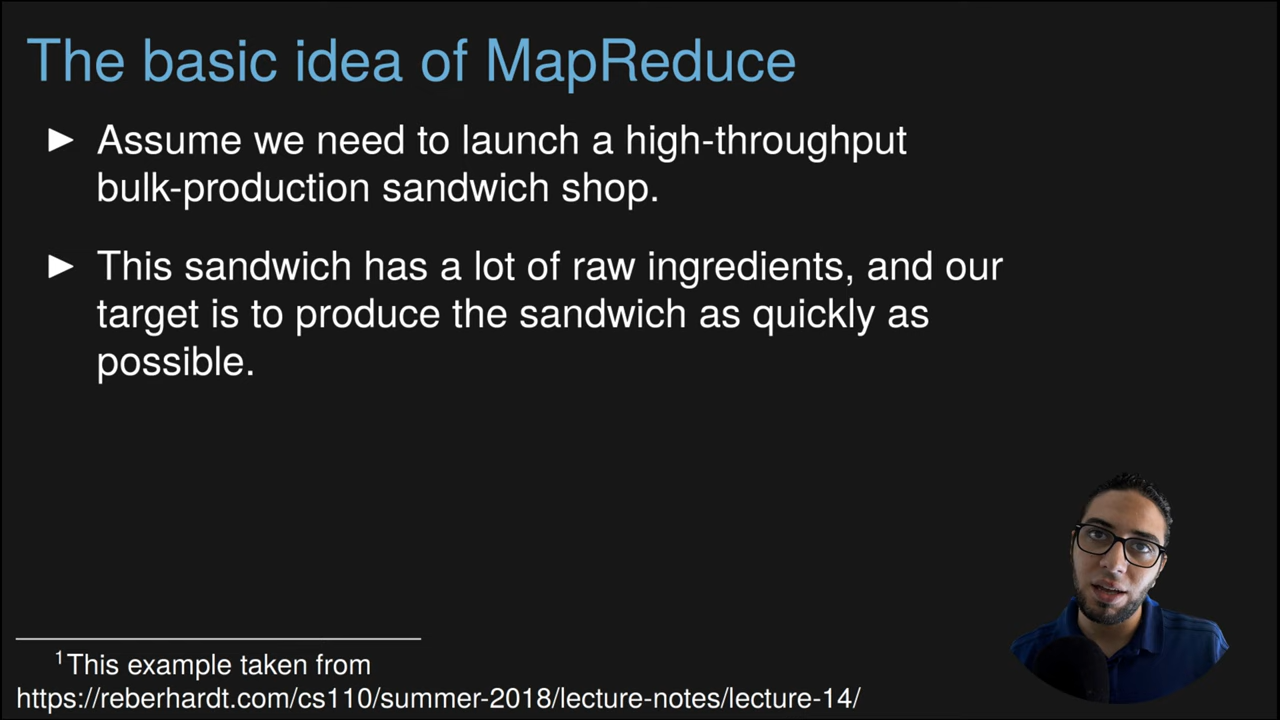 The basic idea of MapReduce
▶ Assume we need to launch a high-throughput
bulk-production sandwich shop.
▶ This sandwich has a lot of raw ingredients, and our
target is to produce the sandwich as quickly as
possible.
1This example taken from
https://reberhardt.com/cs110/summer-2018/lecture-notes/lecture-14/